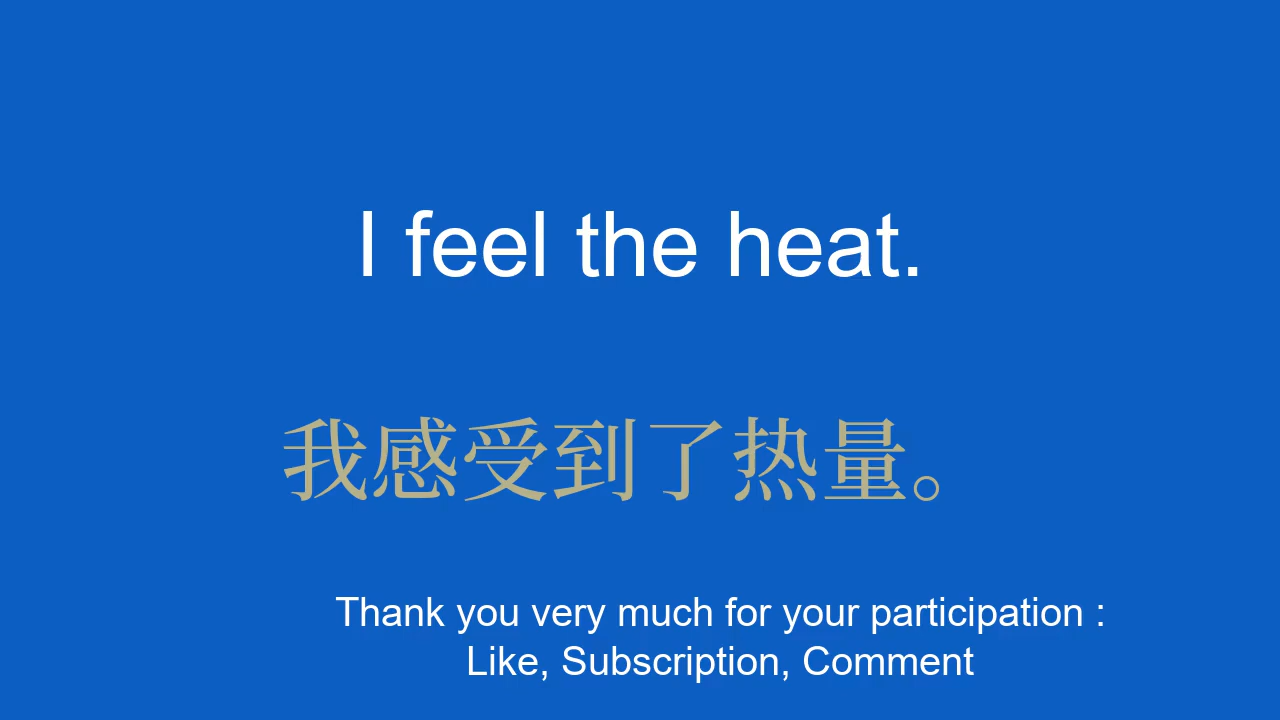 I feel the heat.
我感受到了热量。
Thank you very much for your participation :
Like, Subscription, Comment